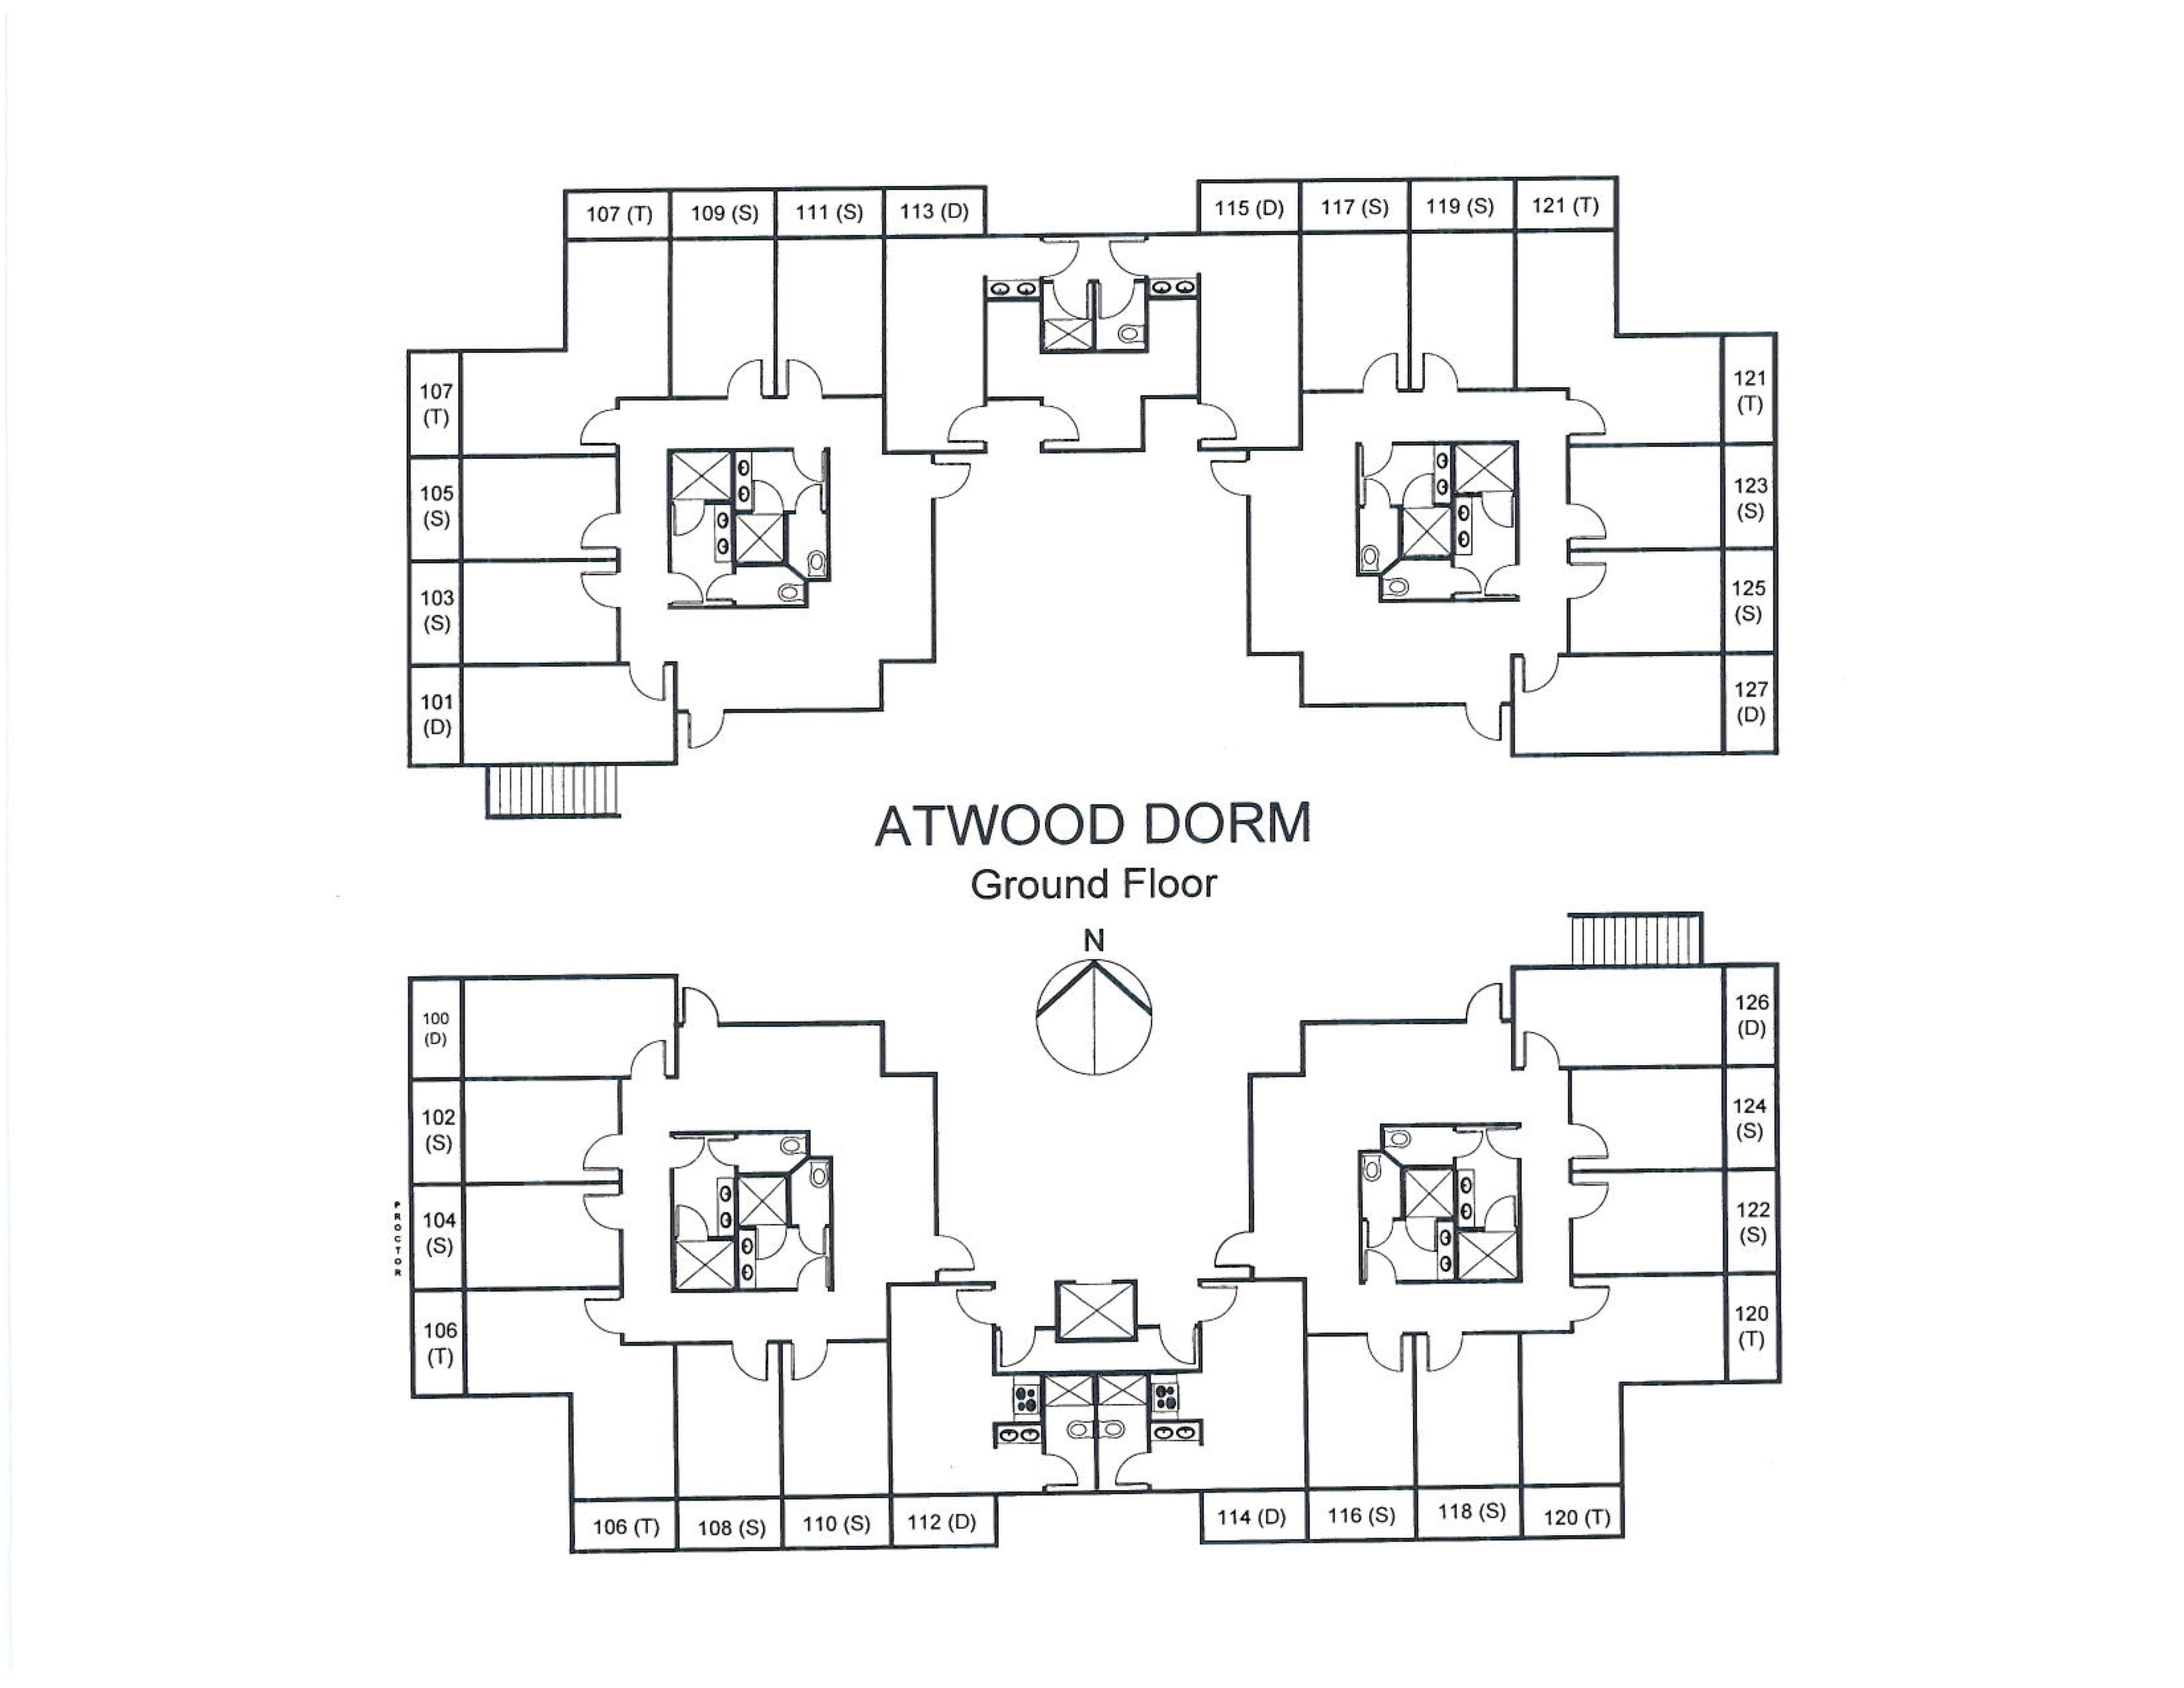 107 (T) 109 (S) 111 (S) 113 (D) 115 (D) 117 (S) 119 (S) 121 (T)
107
(T)
105
(S)
103
(S)
101
(D)
121
(T)
123
(S)
125
(S)
127
(D)
ATWOOD DORM
Ground Floor
N
100
(D)
102
(S)
PROCTOR
104
(S)
106
(T)
126
(D)
124
(S)
122
(S)
120
(T)
106 (T) 108 (S) 110 (S) 112 (D) 114 (D) 116 (S) 118 (S) 120 (T)